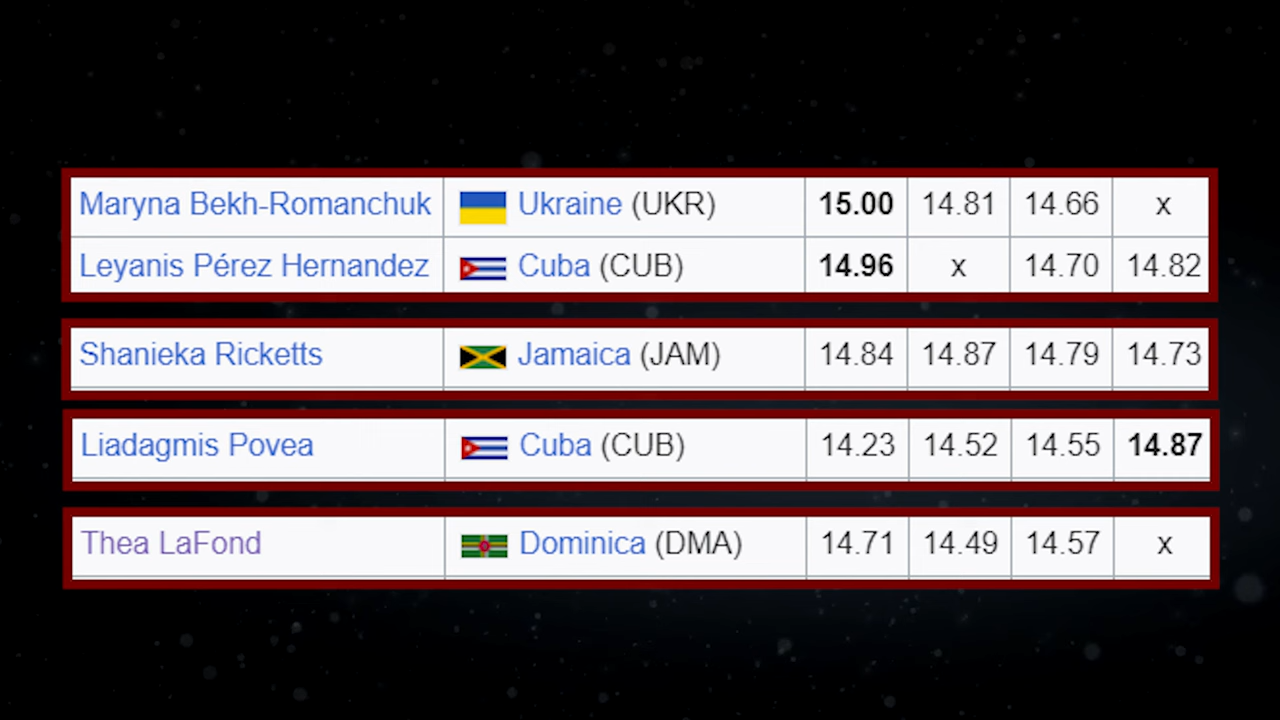 Maryna Bekh-Romanchuk Ukraine (UKR) 15.00 14.81 14.66 x
Leyanis Pérez Hernandez Cuba (CUB) 14.96 x 14.70 14.82
Shanieka Ricketts Jamaica (JAM) 14.84 14.87 14.79 14.73
Liadagmis Povea Cuba (CUB) 14.23 14.52 14.55 14.87
Thea LaFond Dominica (DMA) 14.71 14.49 14.57 x